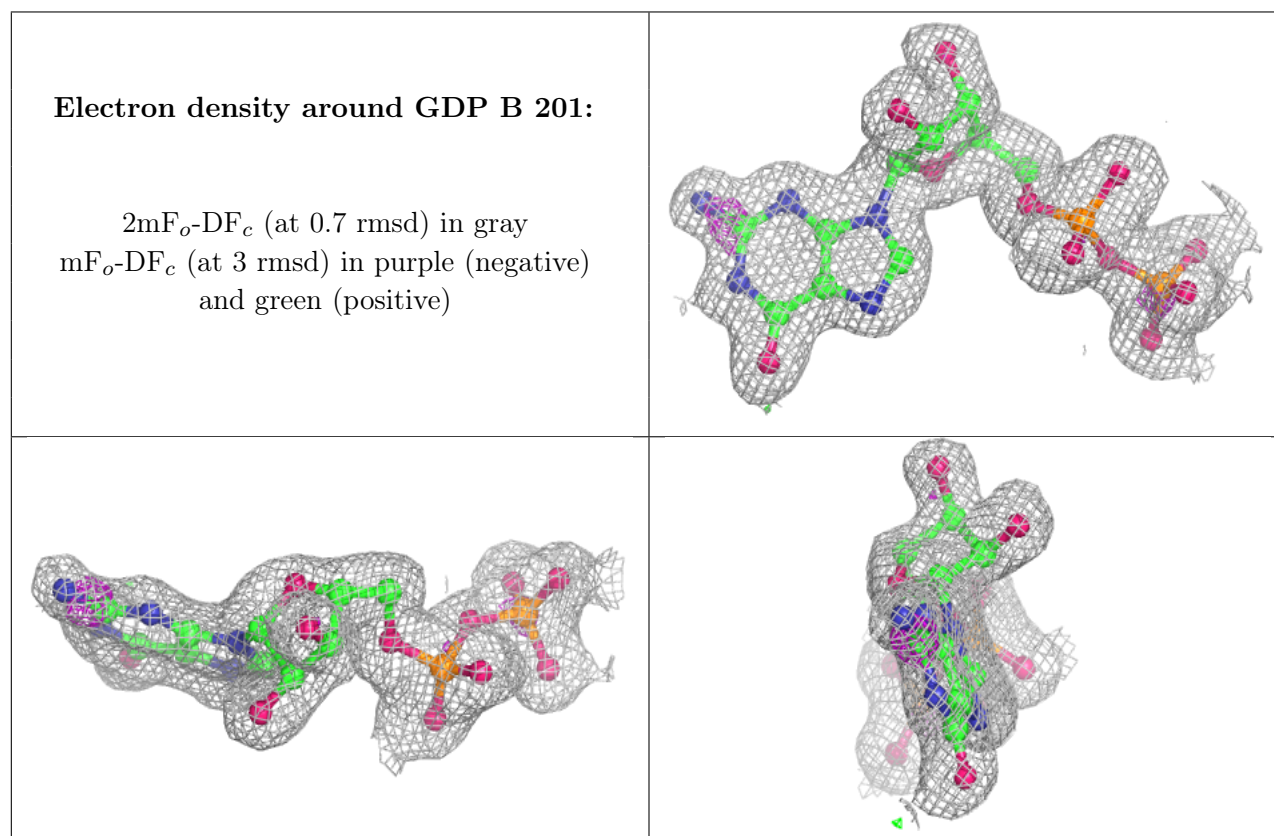 Electron density around GDP B 201:
2mFₒ-DF𝒸 (at 0.7 rmsd) in gray
mFₒ-DF𝒸 (at 3 rmsd) in purple (negative)
and green (positive)